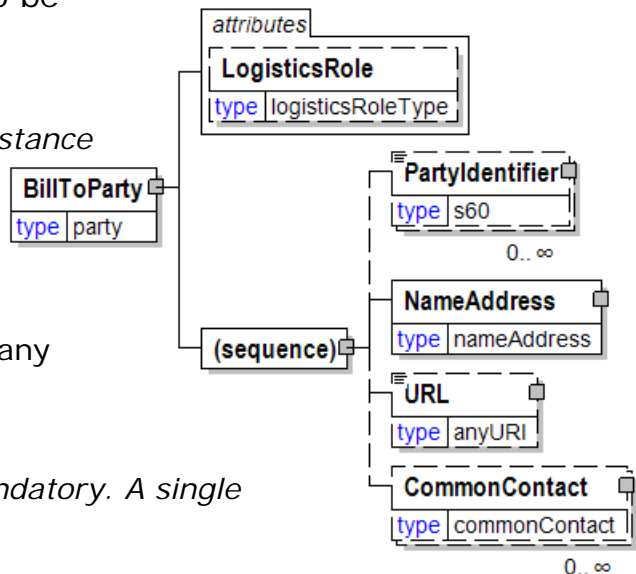 o be
attributes
LogisticsRole
type logisticsRoleType
stance
BillToParty
type party
PartyIdentifier
type s60
0.. ∞
NameAddress
type nameAddress
any
(sequence)
URL
type anyURI
ndatory. A single
CommonContact
type commonContact
0.. ∞